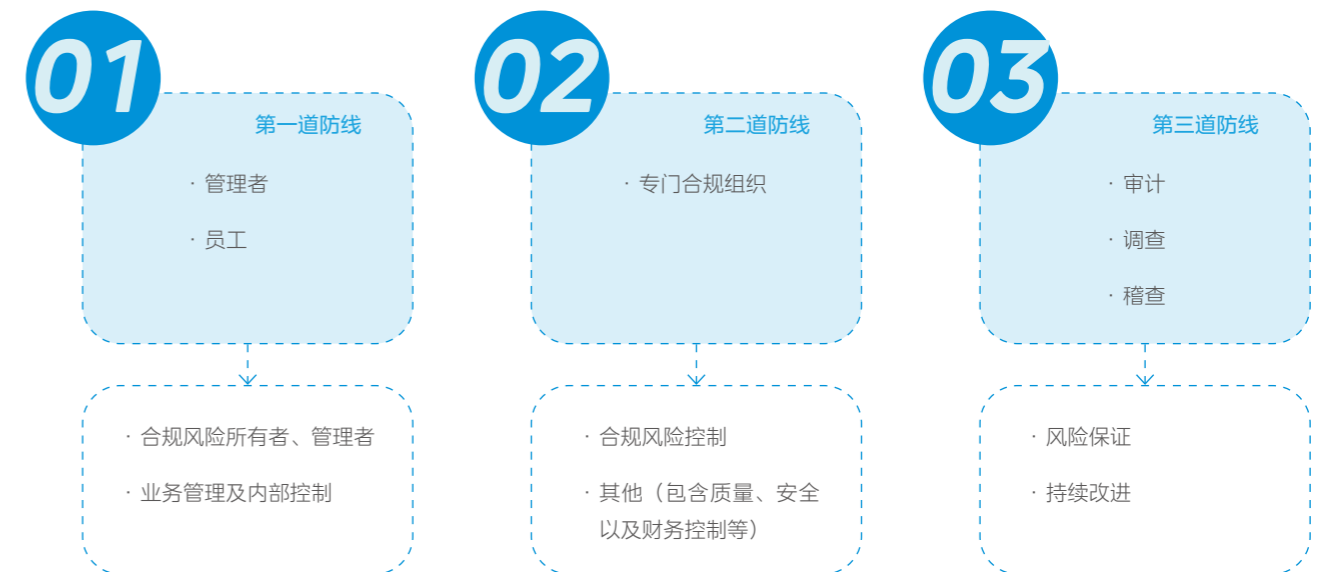 01
第一道防线
· 管理者
· 员工
· 合规风险所有者、管理者
· 业务管理及内部控制
02
第二道防线
· 专门合规组织
· 合规风险控制
· 其他（包含质量、安全
以及财务控制等）
03
第三道防线
· 审计
· 调查
· 稽查
· 风险保证
· 持续改进